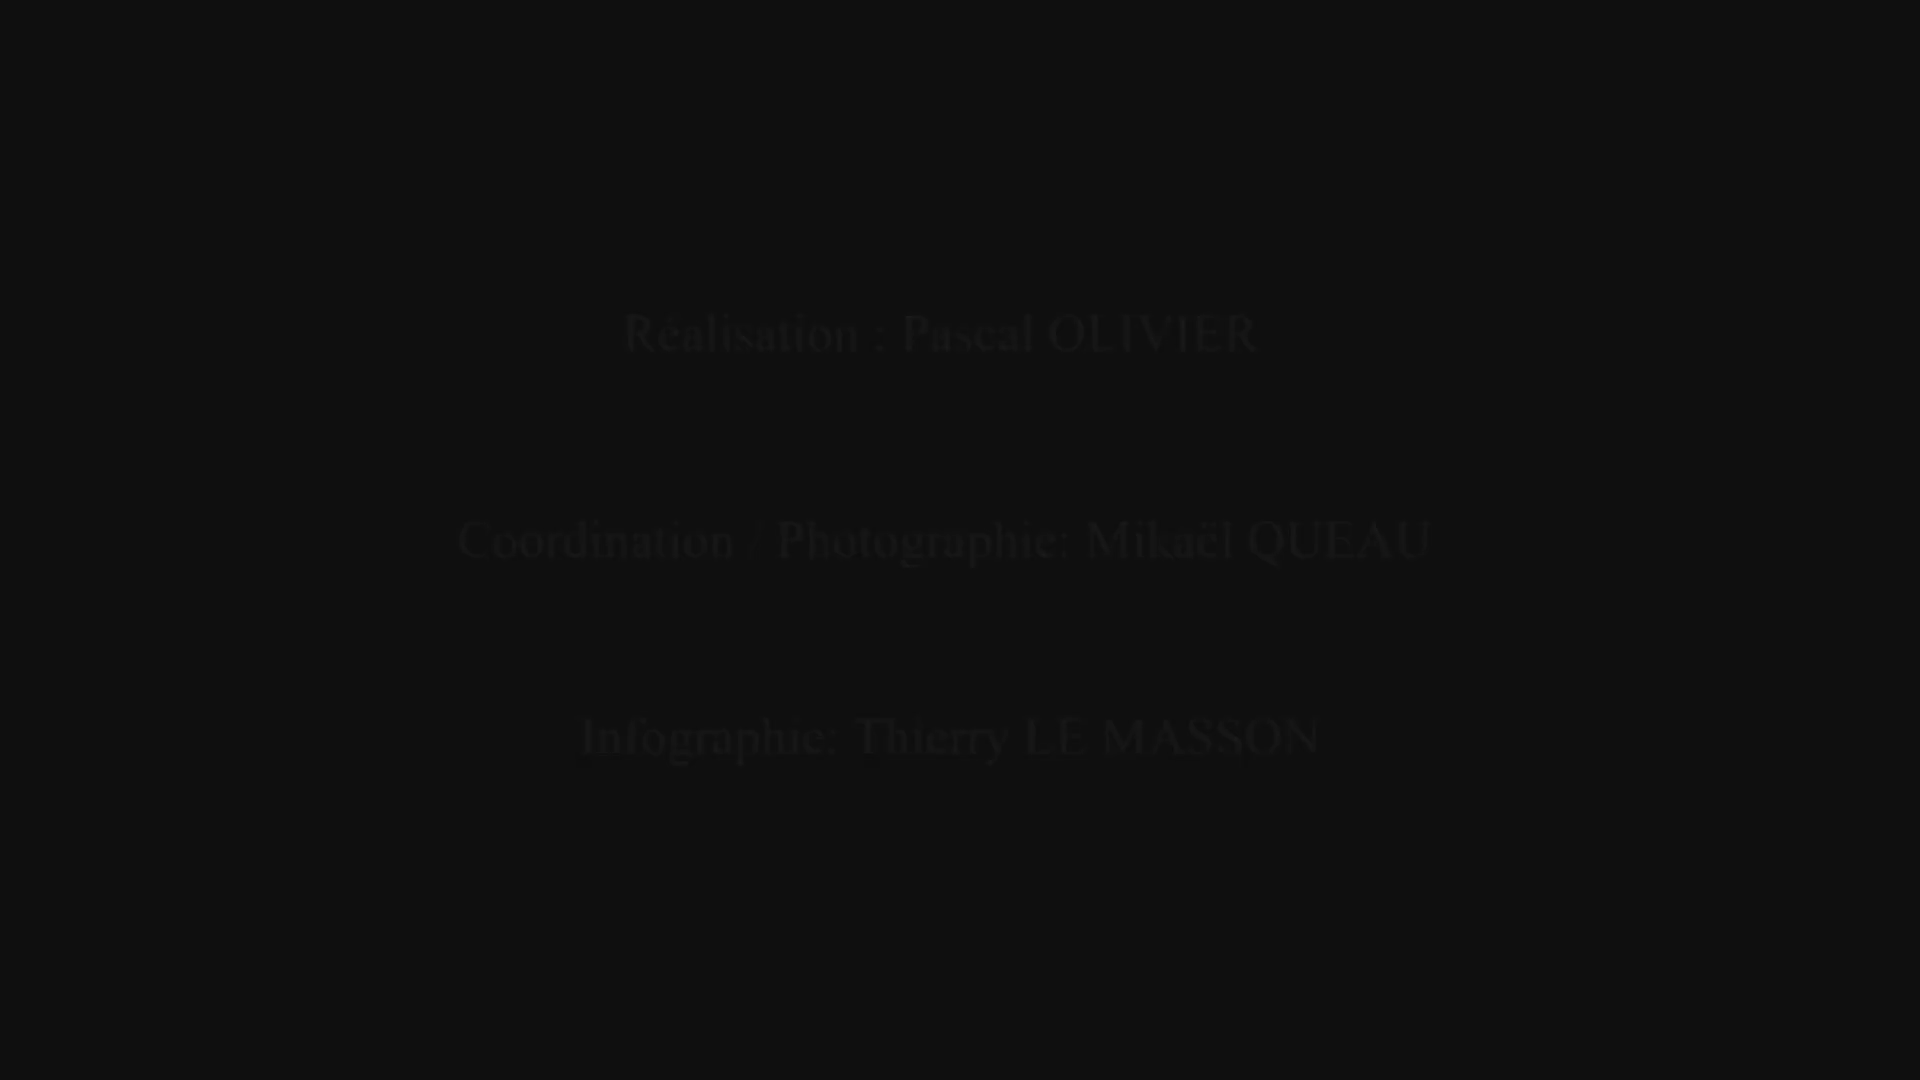 Réalisation : Pascal OLIVIER
Coordination / Photographie: Mikaël QUEAU
Infographie: Thierry LE MASSON